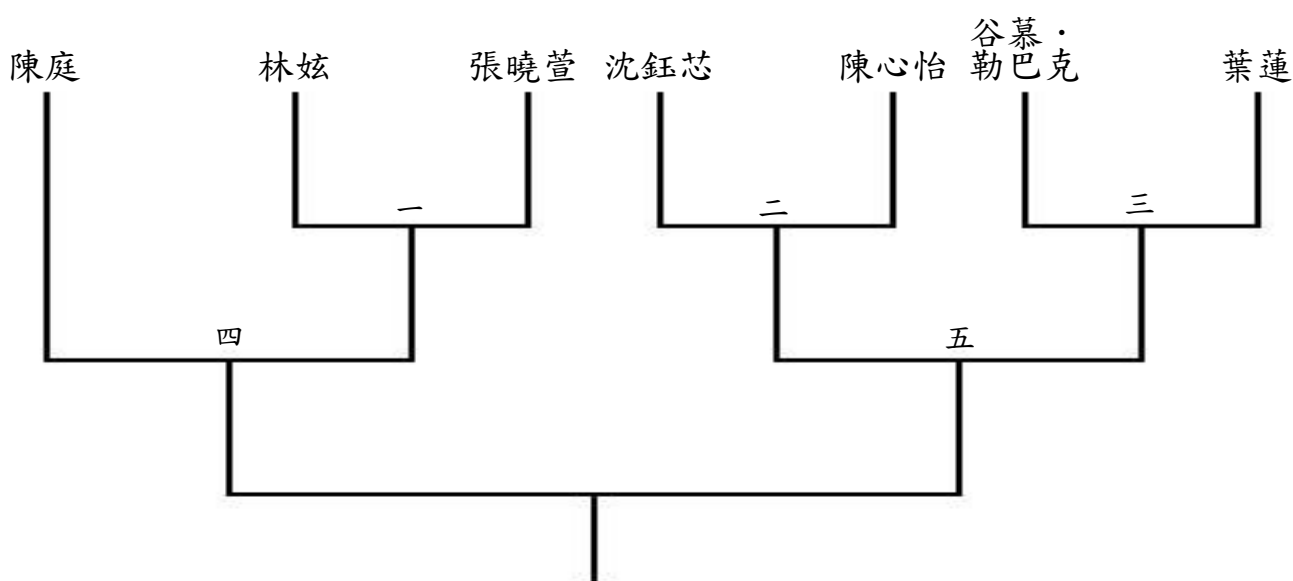 陳庭
林妶
張曉萱
沈鈺芯
陳心怡
谷慕·
勒巴克
葉蓮
一
二
三
四
五